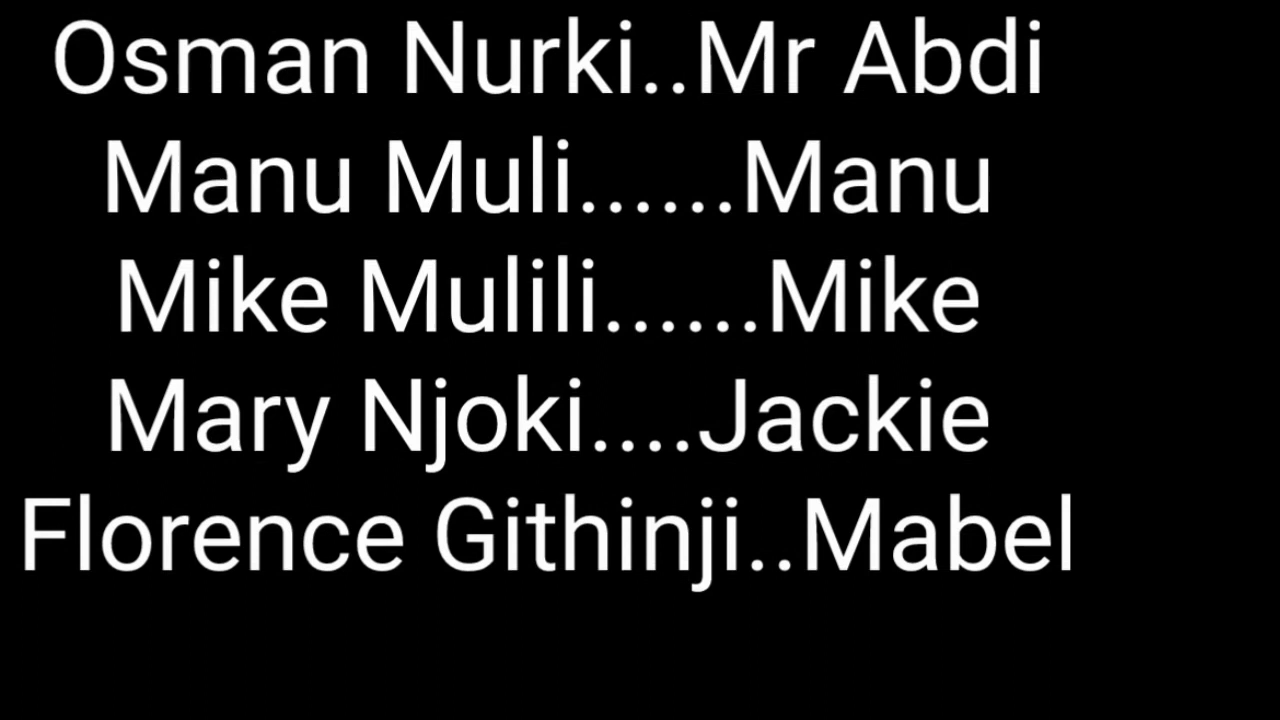 Osman Nurki..Mr Abdi
Manu Muli......Manu
Mike Mulili......Mike
Mary Njoki....Jackie
Florence Githinji..Mabel